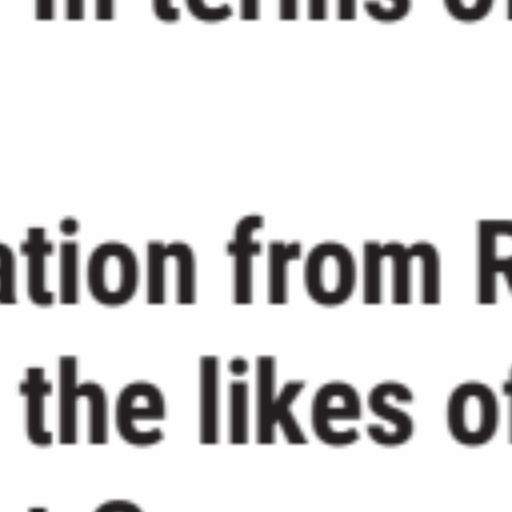 in terms of
ation from R
the likes of